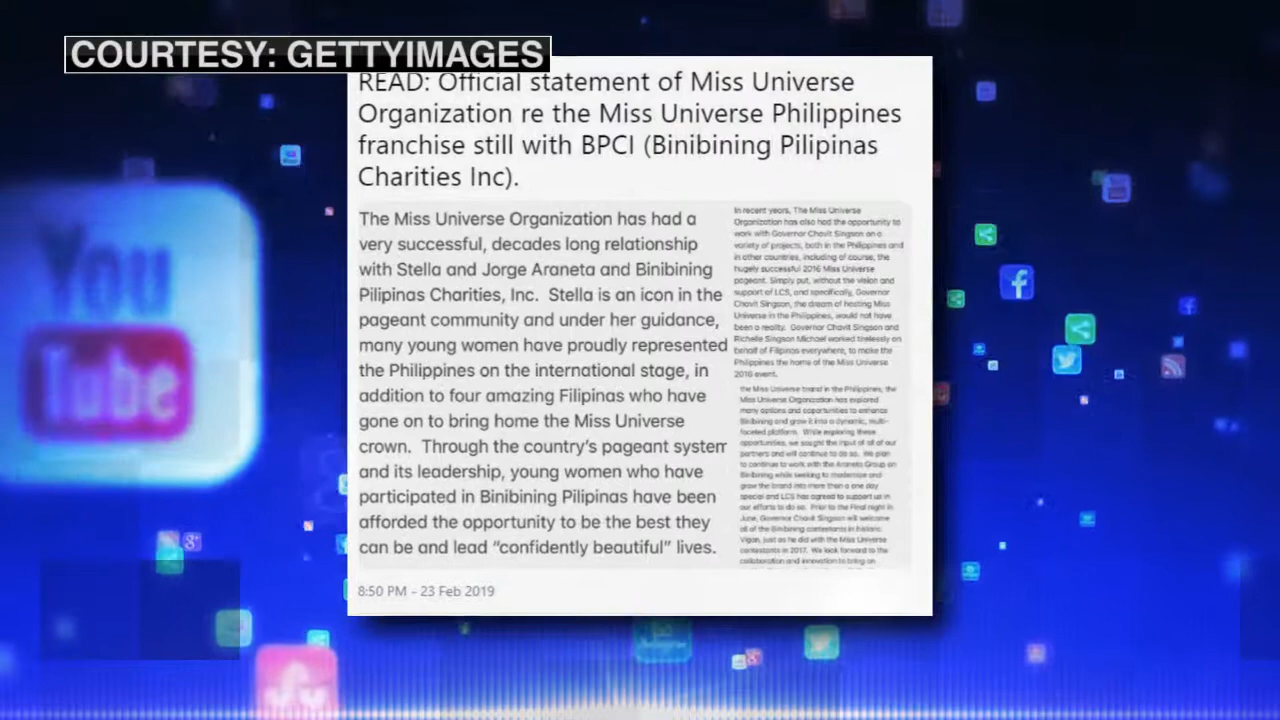 COURTESY: GETTYIMAGES
READ: Official statement of Miss Universe
Organization re the Miss Universe Philippines
franchise still with BPCI (Binibining Pilipinas
Charities Inc).
The Miss Universe Organization has had a
very successful, decades long relationship
with Stella and Jorge Araneta and Binibining
Pilipinas Charities, Inc. Stella is an icon in the
pageant community and under her guidance,
many young women have proudly represented
the Philippines on the international stage, in
addition to four amazing Filipinas who have
gone on to bring home the Miss Universe
crown. Through the country's pageant system
and its leadership, young women who have
participated in Binibining Pilipinas have been
afforded the opportunity to be the best they
can be and lead “confidently beautiful” lives.
In recent years, The Miss Universe
Organization has also had the opportunity to
work with Governor Chavit Singson on a
variety of projects, both in the Philippines and
in other countries, including of course, the
hugely successful 2016 Miss Universe
pageant. Simply put, without the vision and
support of LCS, and specifically, Governor
Chavit Singson, the dream of hosting Miss
Universe in the Philippines, would not have
been a reality. Governor Chavit Singson and
Richelle Singson Michael worked tirelessly on
behalf of Filipinos everywhere, to make the
Philippines the home of the Miss Universe
2016 event.
the Miss Universe brand in the Philippines, the
Miss Universe Organization has explored
many options and opportunities to enhance
Binibining and grow it into a dynamic, multi-
faceted platform. While exploring these
opportunities, we sought the input of all of our
partners and will continue to do so. We plan
to continue to work with the Araneta Group on
Binibining while seeking to modernize and
grow the brand into more than a one day
special and LCS has agreed to support us in
our efforts to do so. Prior to the Final night in
June, Governor Chavit Singson will welcome
all of the Binibining contestants in historic
Vigan, just as he did with the Miss Universe
contestants in 2017. We look forward to the
collaboration and innovation to bring an
8:50 PM - 23 Feb 2019
You
Tube
g+